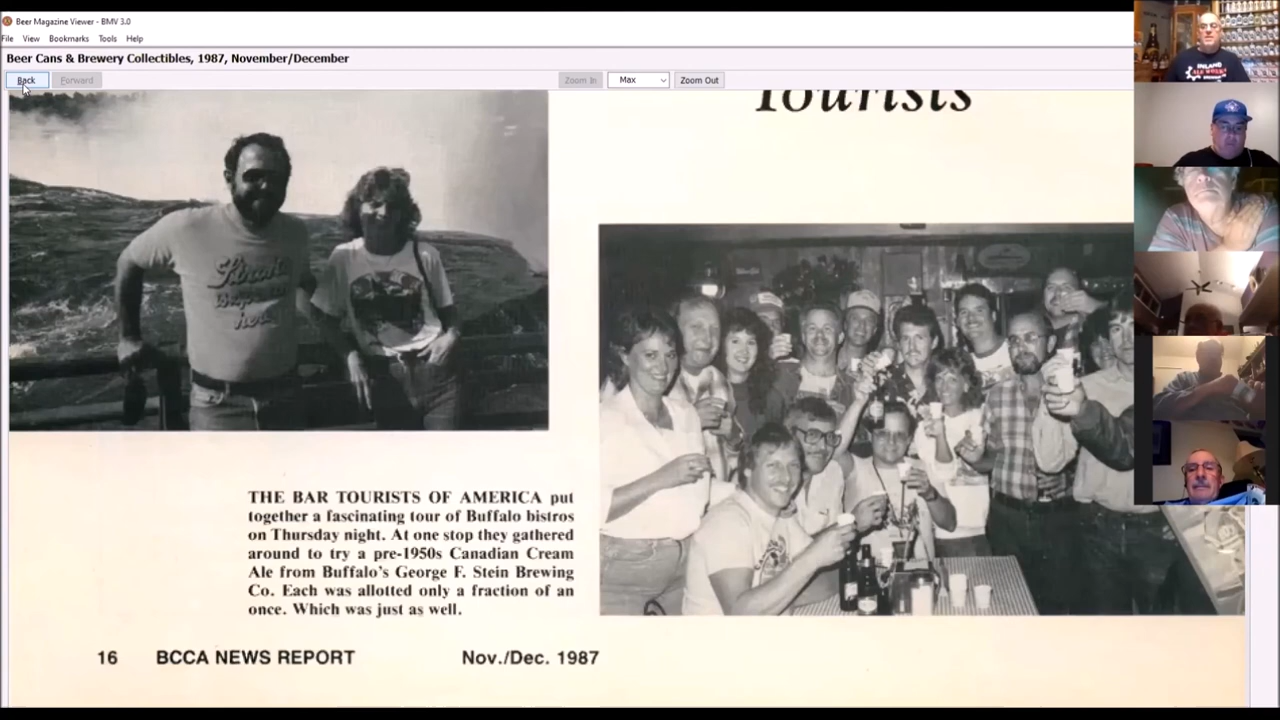 Beer Magazine Viewer - BMV 3.0
File View Bookmarks Tools Help
Beer Cans & Brewery Collectibles, 1987, November/December
Back Forward Zoom In Max Zoom Out
Tourists
THE BAR TOURISTS OF AMERICA put
together a fascinating tour of Buffalo bistros
on Thursday night. At one stop they gathered
around to try a pre-1950s Canadian Cream
Ale from Buffalo's George F. Stein Brewing
Co. Each was allotted only a fraction of an
once. Which was just as well.
16 BCCA NEWS REPORT Nov./Dec. 1987
INLAND
ALE WORKS